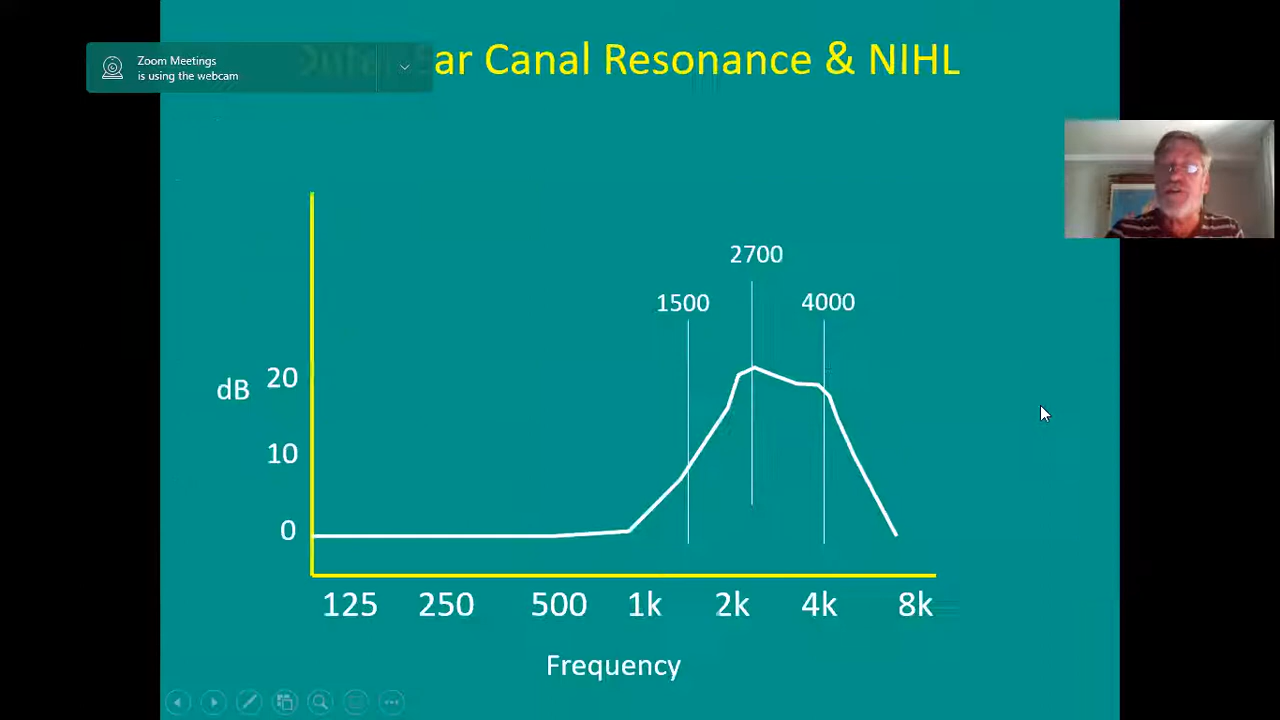 Zoom Meetings
is using the webcam
ar Canal Resonance & NIHL
2700
1500
4000
dB
20
10
0
125 250 500 1k 2k 4k 8k
Frequency